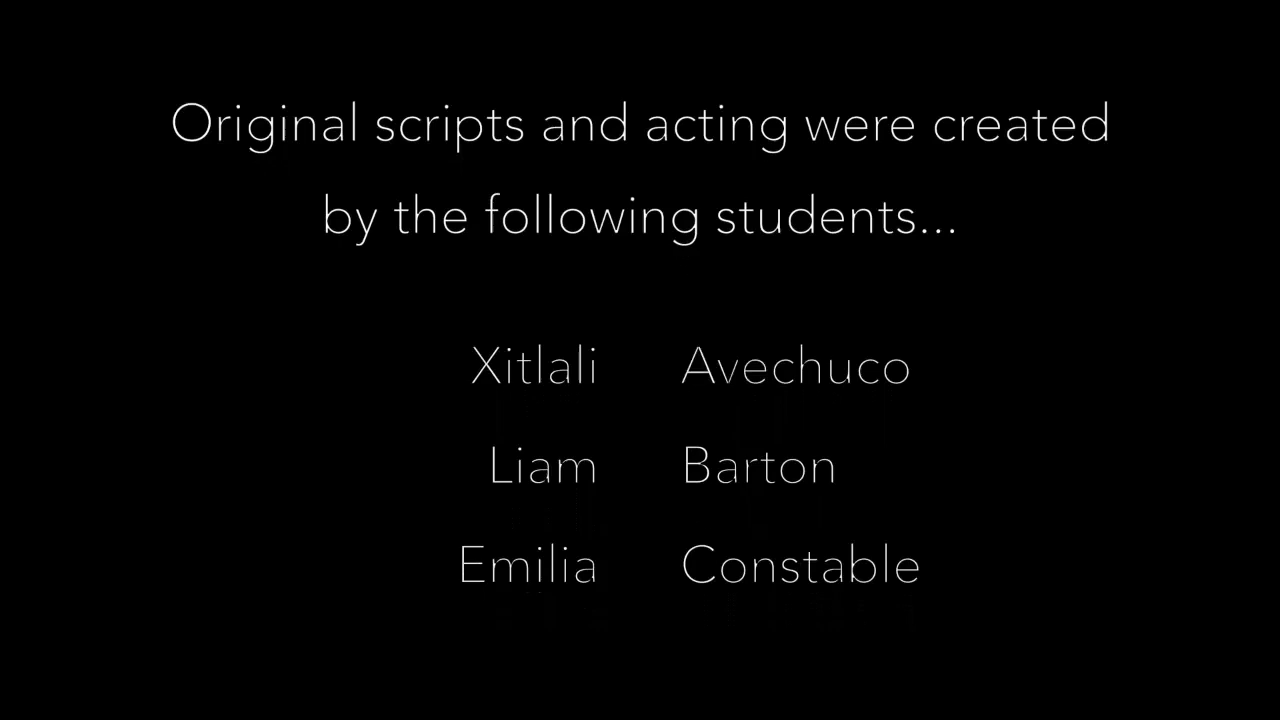 Original scripts and acting were created
by the following students...
Xitlali Avechuco
Liam Barton
Emilia Constable